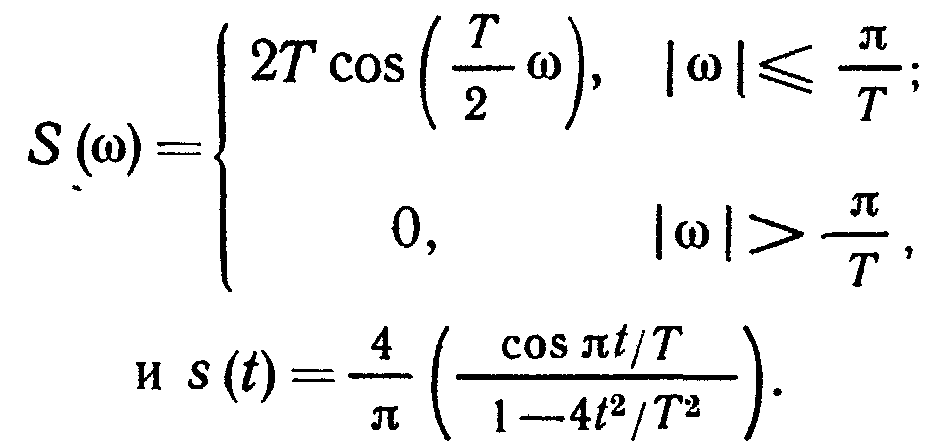 S (ω) = { 2T cos (T/2 ω), |ω| ⩽ π/T;
0, |ω| > π/T,
и s (t) = 4/π (cos πt/T / 1 — 4t²/T²).